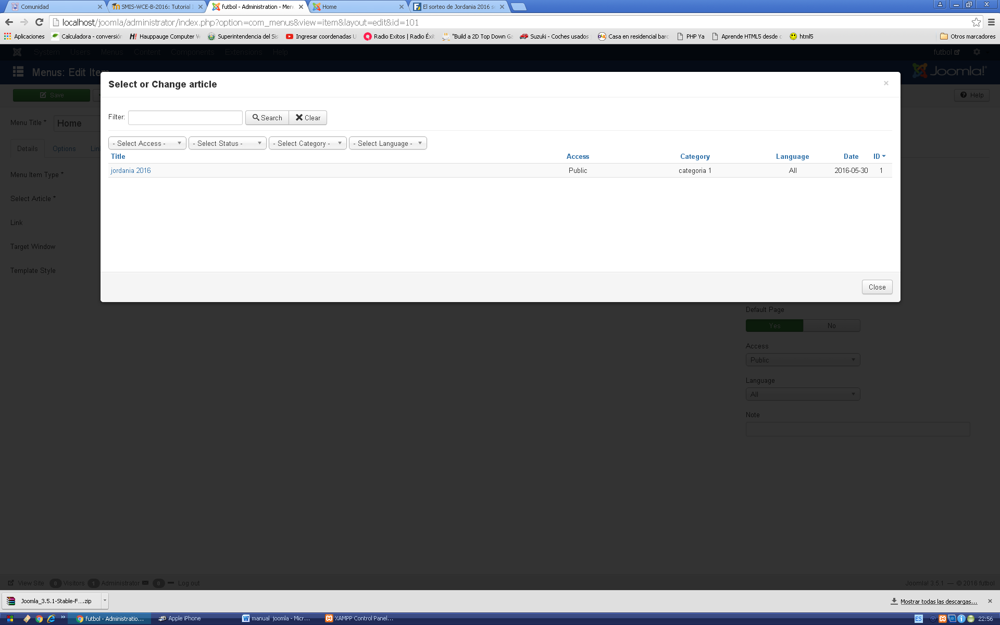 Comunidad
SMIS-WCE-B-2016: Tutorial
futbol - Administration - Men
Home
El sorteo de Jordania 2016 s
localhost/joomla/administrator/index.php?option=com_menus&view=item&layout=edit&id=101
Aplicaciones
Calculadora - conversión
Hauppauge Computer W
Superintendencia del Sis
Ingresar coordenadas U
Radio Exitos | Radio Éxit
"Build a 2D Top Down Ga
Suzuki - Coches usados
Casa en residencial barc
PHP Ya
Aprende HTML5 desde c
html5
Otros marcadores
System Users Menus Content Components Extensions Help
futbol
Menus: Edit Item
Joomla!
Save
Help
Select or Change article
×
Menu Title * Home
Filter: Search Clear
Details Options Lin
- Select Access - - Select Status - - Select Category - - Select Language -
Title Access Category Language Date ID
jordania 2016 Public categoria 1 All 2016-05-30 1
Menu Item Type *
Select Article *
Link
Target Window
Template Style
Close
Default Page
Yes No
Access
Public
Language
All
Note
View Site 0 Visitors 1 Administrator 0 Log out
Joomla! 3.5.1 — © 2016 futbol
Joomla_3.5.1-Stable-F....zip
Mostrar todas las descargas...
futbol - Administratio...
Apple iPhone
manual joomla - Micr...
XAMPP Control Panel...
ES
22:56